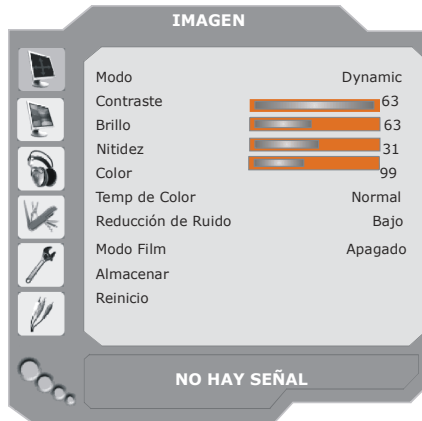 IMAGEN
Modo Dynamic
Contraste 63
Brillo 63
Nitidez 31
Color 99
Temp de Color Normal
Reducción de Ruido Bajo
Modo Film Apagado
Almacenar
Reinicio
NO HAY SEÑAL